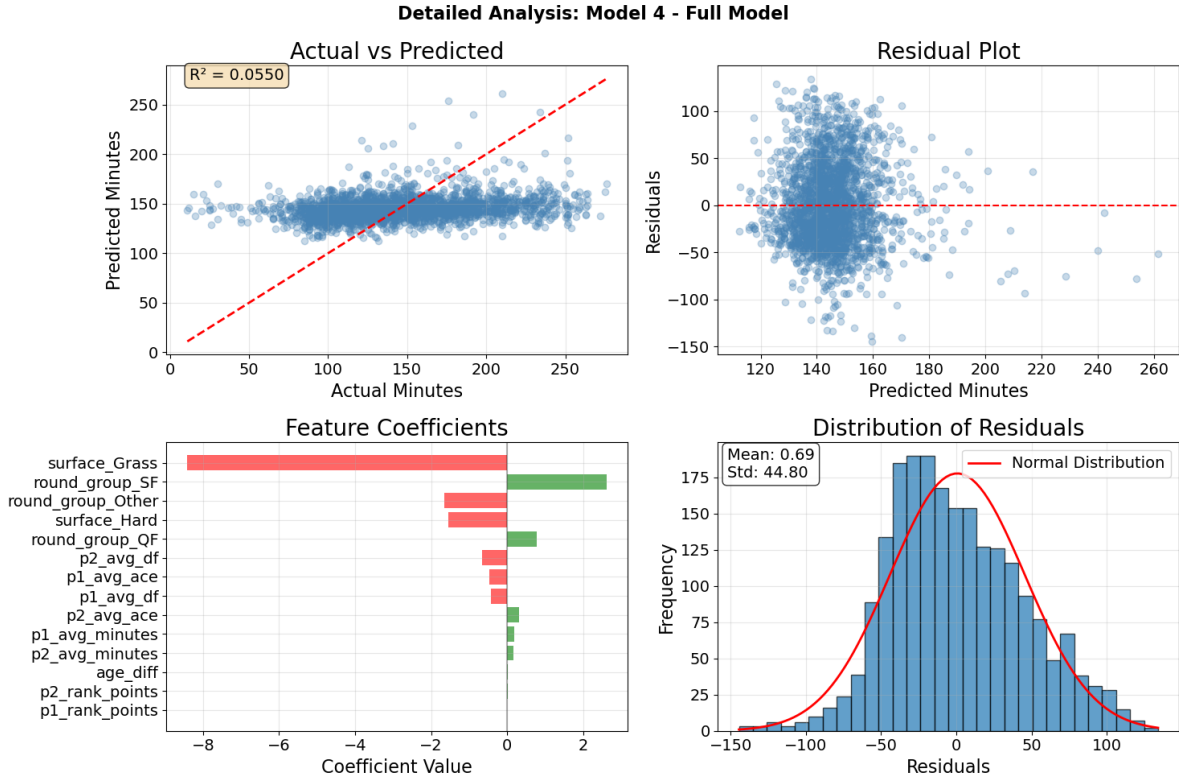 Detailed Analysis: Model 4 - Full Model
Actual vs Predicted
R² = 0.0550
Predicted Minutes
250
200
150
100
50
0
0 50 100 150 200 250
Actual Minutes
Residual Plot
Residuals
100
50
0
−50
−100
−150
120 140 160 180 200 220 240 260
Predicted Minutes
Feature Coefficients
surface_Grass
round_group_SF
round_group_Other
surface_Hard
round_group_QF
p2_avg_df
p1_avg_ace
p1_avg_df
p2_avg_ace
p1_avg_minutes
p2_avg_minutes
age_diff
p2_rank_points
p1_rank_points
−8 −6 −4 −2 0 2
Coefficient Value
Distribution of Residuals
Mean: 0.69
Std: 44.80
Normal Distribution
Frequency
175
150
125
100
75
50
25
0
−150 −100 −50 0 50 100
Residuals